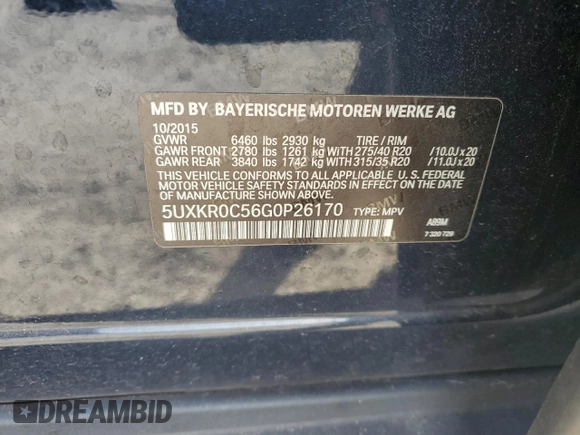 MFD BY BAYERISCHE MOTOREN WERKE AG
10/2015
GVWR 6460 lbs 2930 kg TIRE / RIM
GAWR FRONT 2780 lbs 1261 kg WITH 275/40 R20 /10.0J x 20
GAWR REAR 3840 lbs 1742 kg WITH 315/35 R20 /11.0J x 20
THIS VEHICLE CONFORMS TO ALL APPLICABLE U. S. FEDERAL
MOTOR VEHICLE SAFETY STANDARDS IN EFFECT ON THE DATE
OF MANUFACTURE SHOWN ABOVE.
5UXKR0C56G0P26170 TYPE: MPV
A89M
7 320 729
DREAMBID